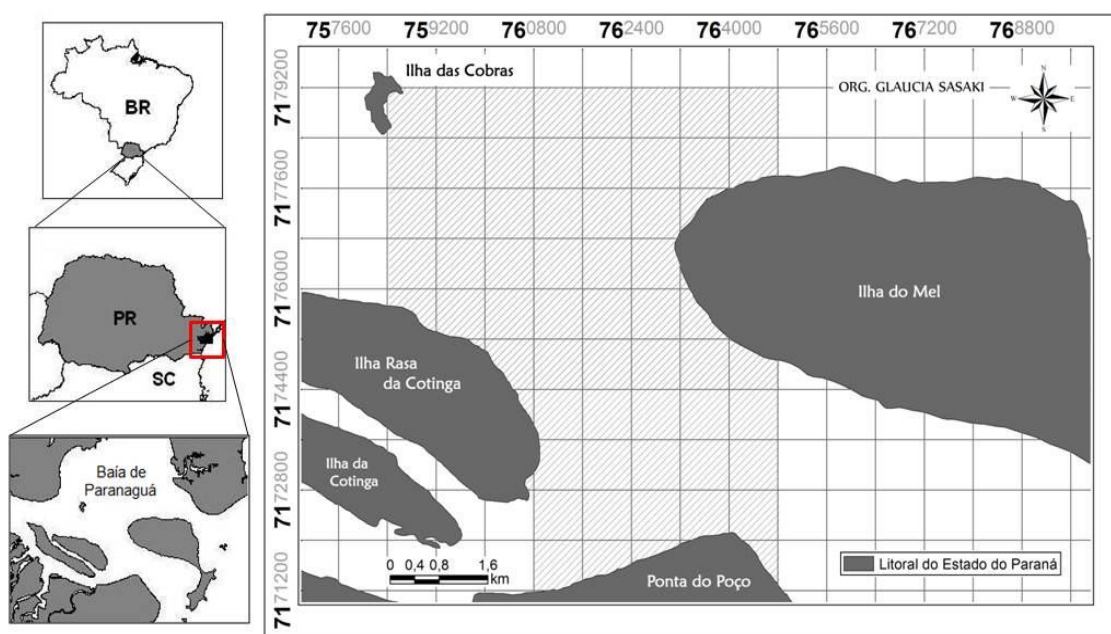 BR
PR
SC
Baía de
Paranaguá
757600 759200 760800 762400 764000 765600 767200 768800
7179200
7177600
7176000
7174400
7172800
7171200
Ilha das Cobras
ORG. GLAUCIA SASAKI
N
W E
S
Ilha do Mel
Ilha Rasa
da Cotinga
Ilha da
Cotinga
0 0,4 0,8 1,6
km
Ponta do Poço
Litoral do Estado do Paraná